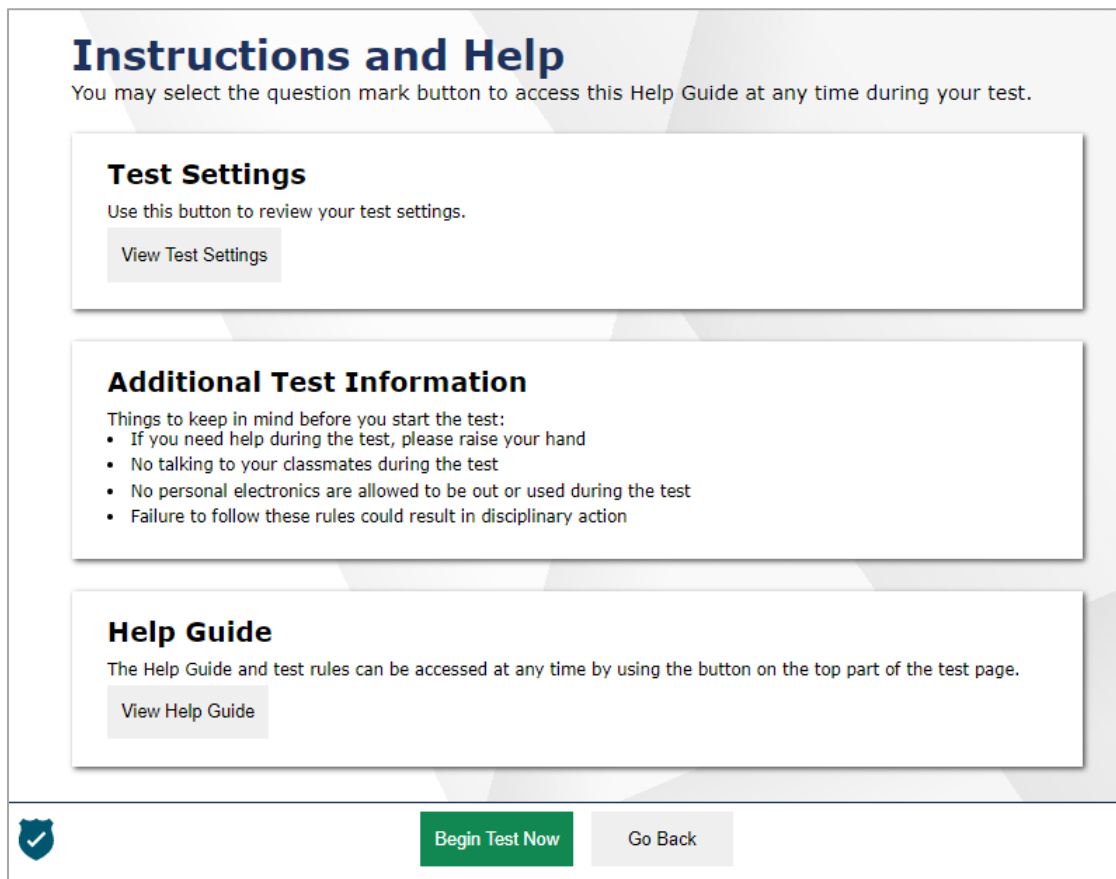 Instructions and Help
You may select the question mark button to access this Help Guide at any time during your test.
Test Settings
Use this button to review your test settings.
View Test Settings
Additional Test Information
Things to keep in mind before you start the test:
• If you need help during the test, please raise your hand
• No talking to your classmates during the test
• No personal electronics are allowed to be out or used during the test
• Failure to follow these rules could result in disciplinary action
Help Guide
The Help Guide and test rules can be accessed at any time by using the button on the top part of the test page.
View Help Guide
Begin Test Now
Go Back